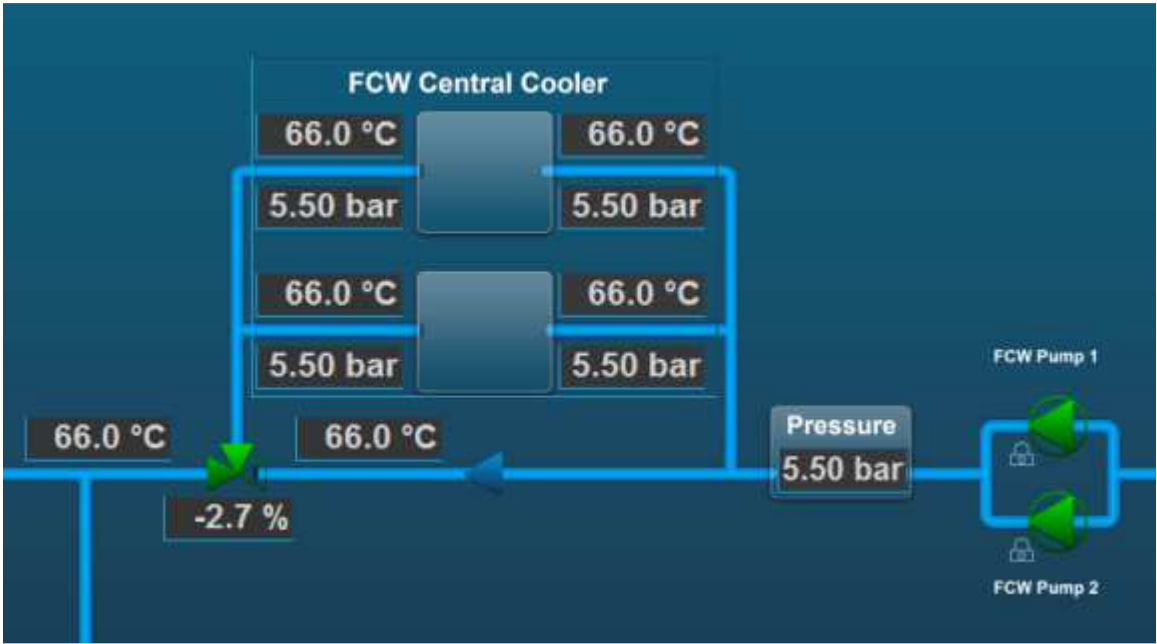 FCW Central Cooler
66.0 °C
66.0 °C
5.50 bar
5.50 bar
66.0 °C
66.0 °C
5.50 bar
5.50 bar
FCW Pump 1
66.0 °C
66.0 °C
Pressure
5.50 bar
-2.7 %
FCW Pump 2